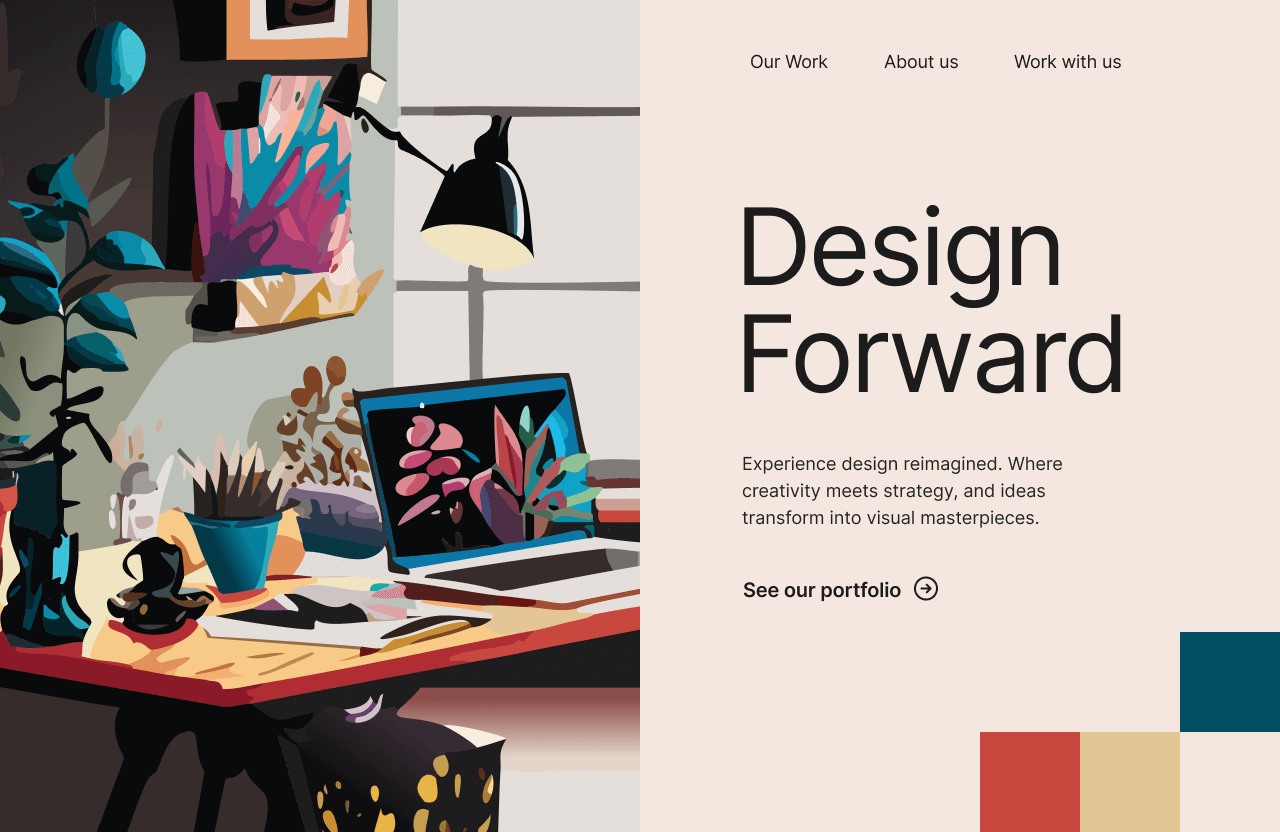 Our Work About us Work with us
Design
Forward
Experience design reimagined. Where
creativity meets strategy, and ideas
transform into visual masterpieces.
See our portfolio